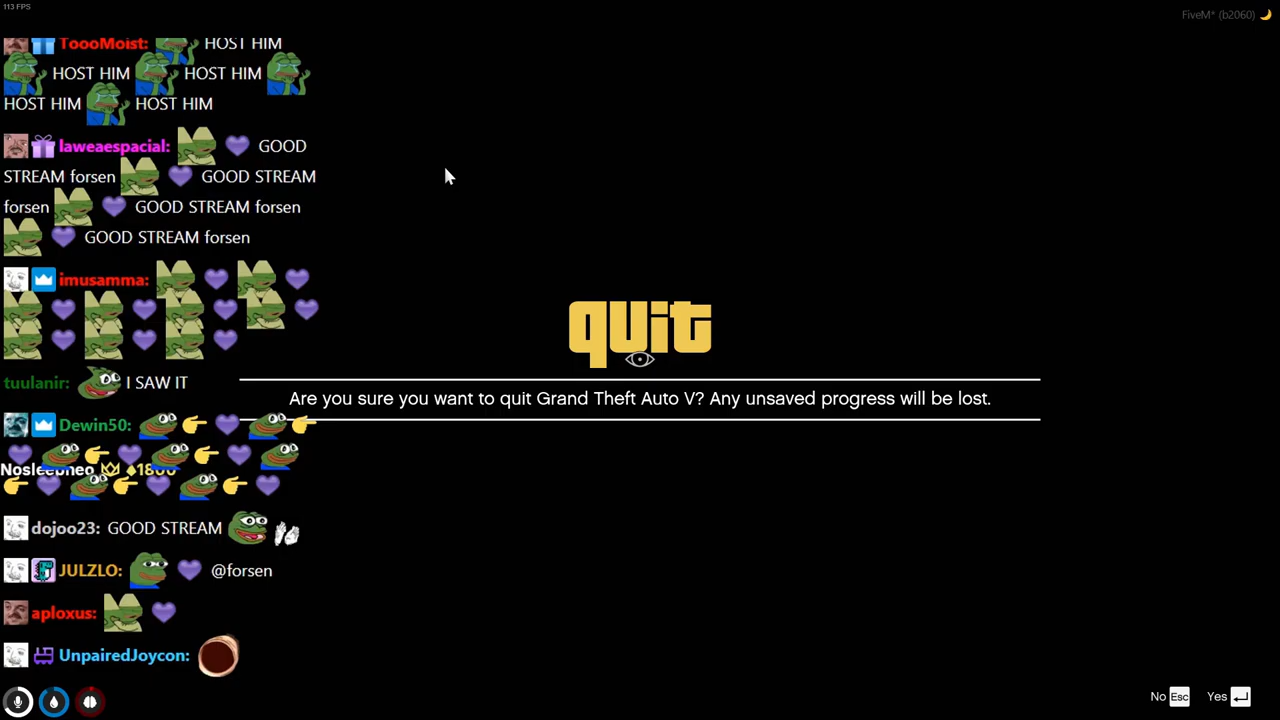 113 FPS
FiveM* (b2060)
ToooMoist: HOST HIM
HOST HIM HOST HIM
HOST HIM HOST HIM
laweaespacial: GOOD
STREAM forsen GOOD STREAM
forsen GOOD STREAM forsen
GOOD STREAM forsen
imusamma:
quit
tuulanir: I SAW IT
Are you sure you want to quit Grand Theft Auto V? Any unsaved progress will be lost.
Dewin50:
Nosleepneo 1800
dojoo23: GOOD STREAM
JULZLO: @forsen
aploxus:
UnpairedJoycon:
No Esc Yes